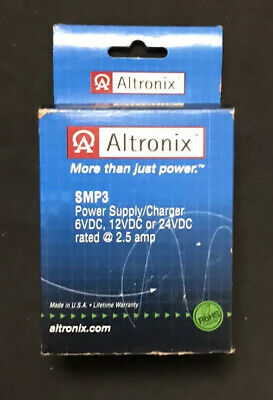 Altronix
Altronix™
More than just power.™
SMP3
Power Supply/Charger
6VDC, 12VDC or 24VDC
rated @ 2.5 amp
Made in U.S.A. • Lifetime Warranty
altronix.com
RoHS